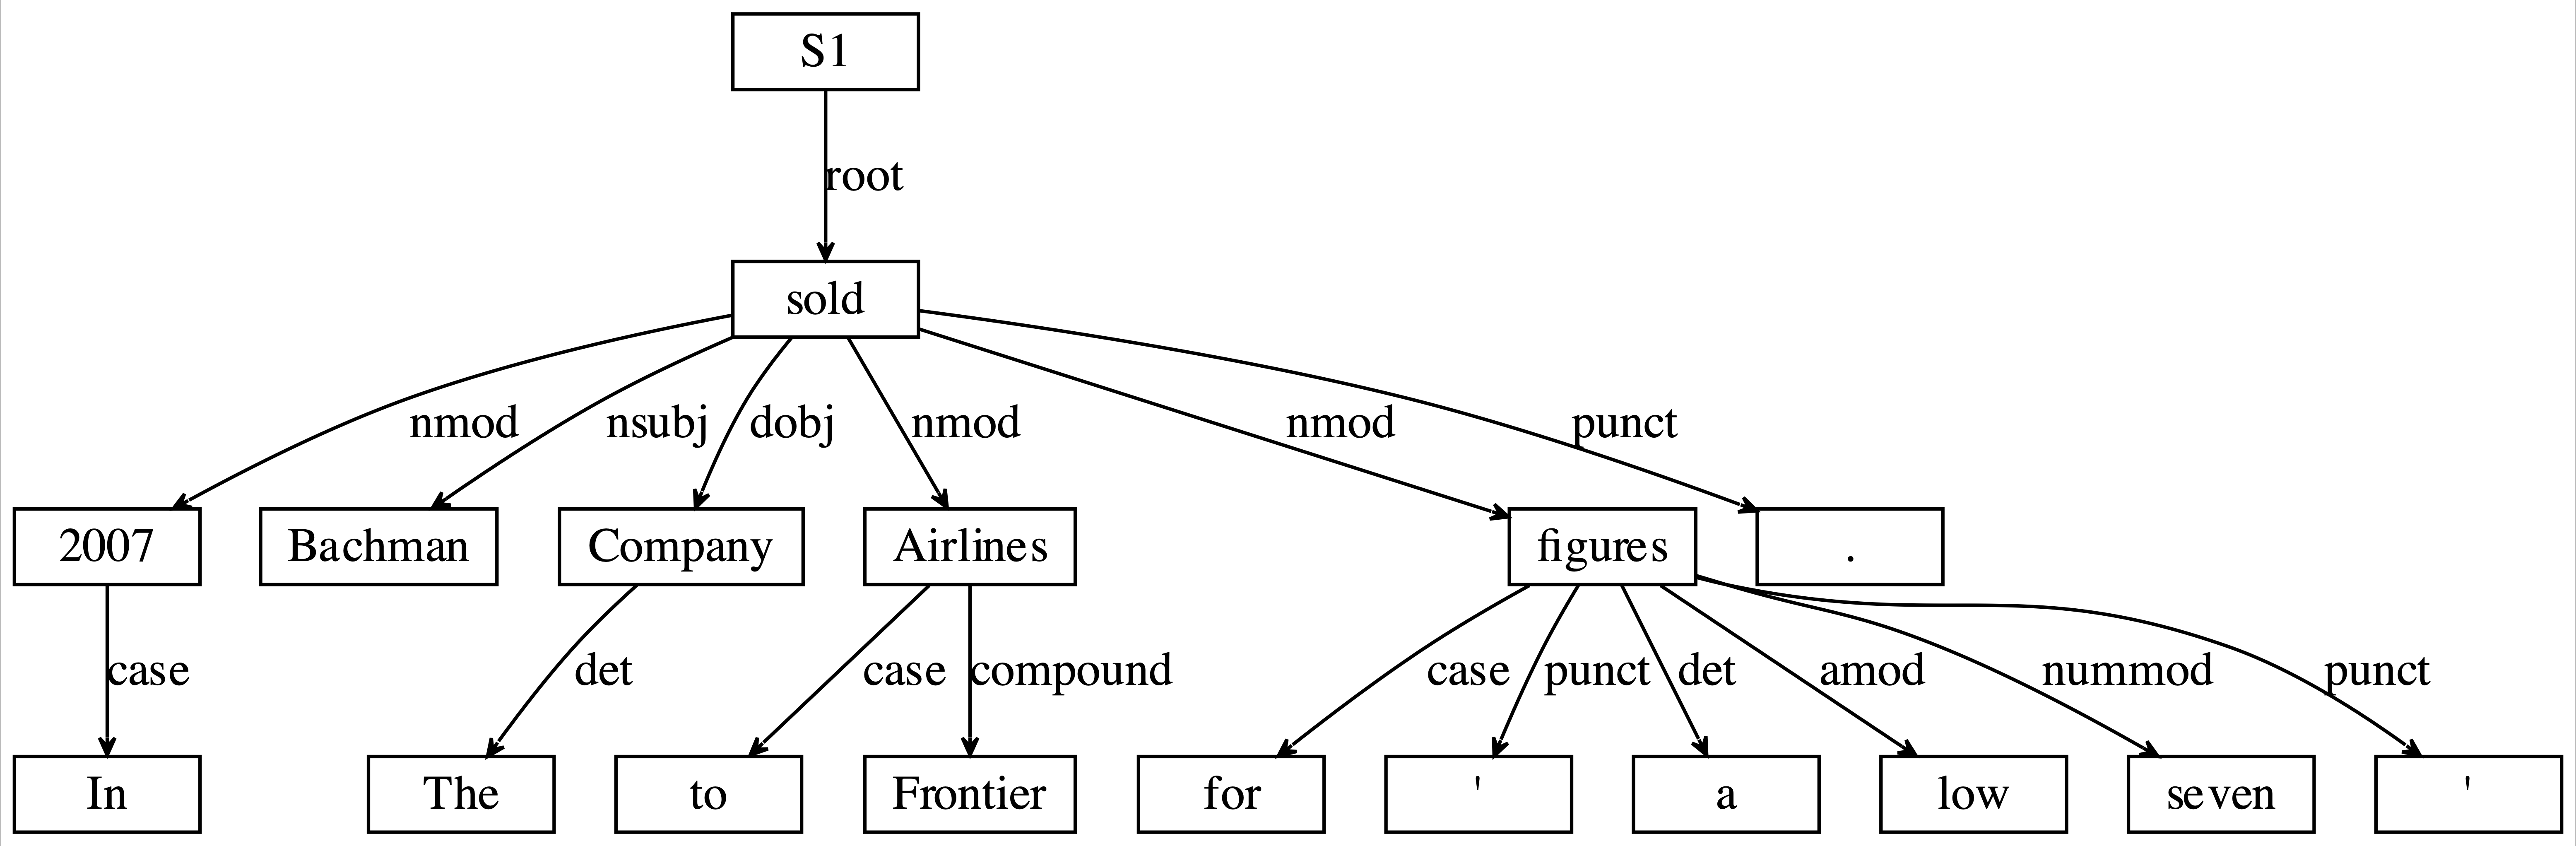 S1
root
sold
nmod nsubj dobj nmod nmod punct
2007 Bachman Company Airlines figures .
case det case compound case punct det amod nummod punct
In The to Frontier for ' a low seven '